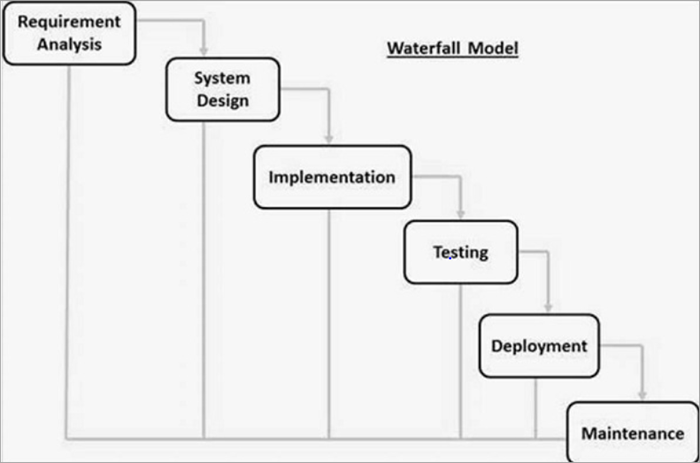 Requirement
Analysis
Waterfall Model
System
Design
Implementation
Testing
Deployment
Maintenance